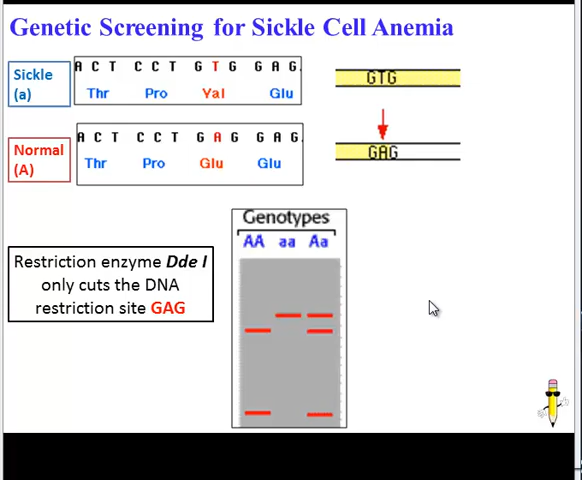 Genetic Screening for Sickle Cell Anemia
Sickle
(a)
A C T C C T G T G G A G
Thr Pro Val Glu
GTG
Normal
(A)
A C T C C T G A G G A G
Thr Pro Glu Glu
GAG
Genotypes
AA aa Aa
Restriction enzyme Dde I
only cuts the DNA
restriction site GAG